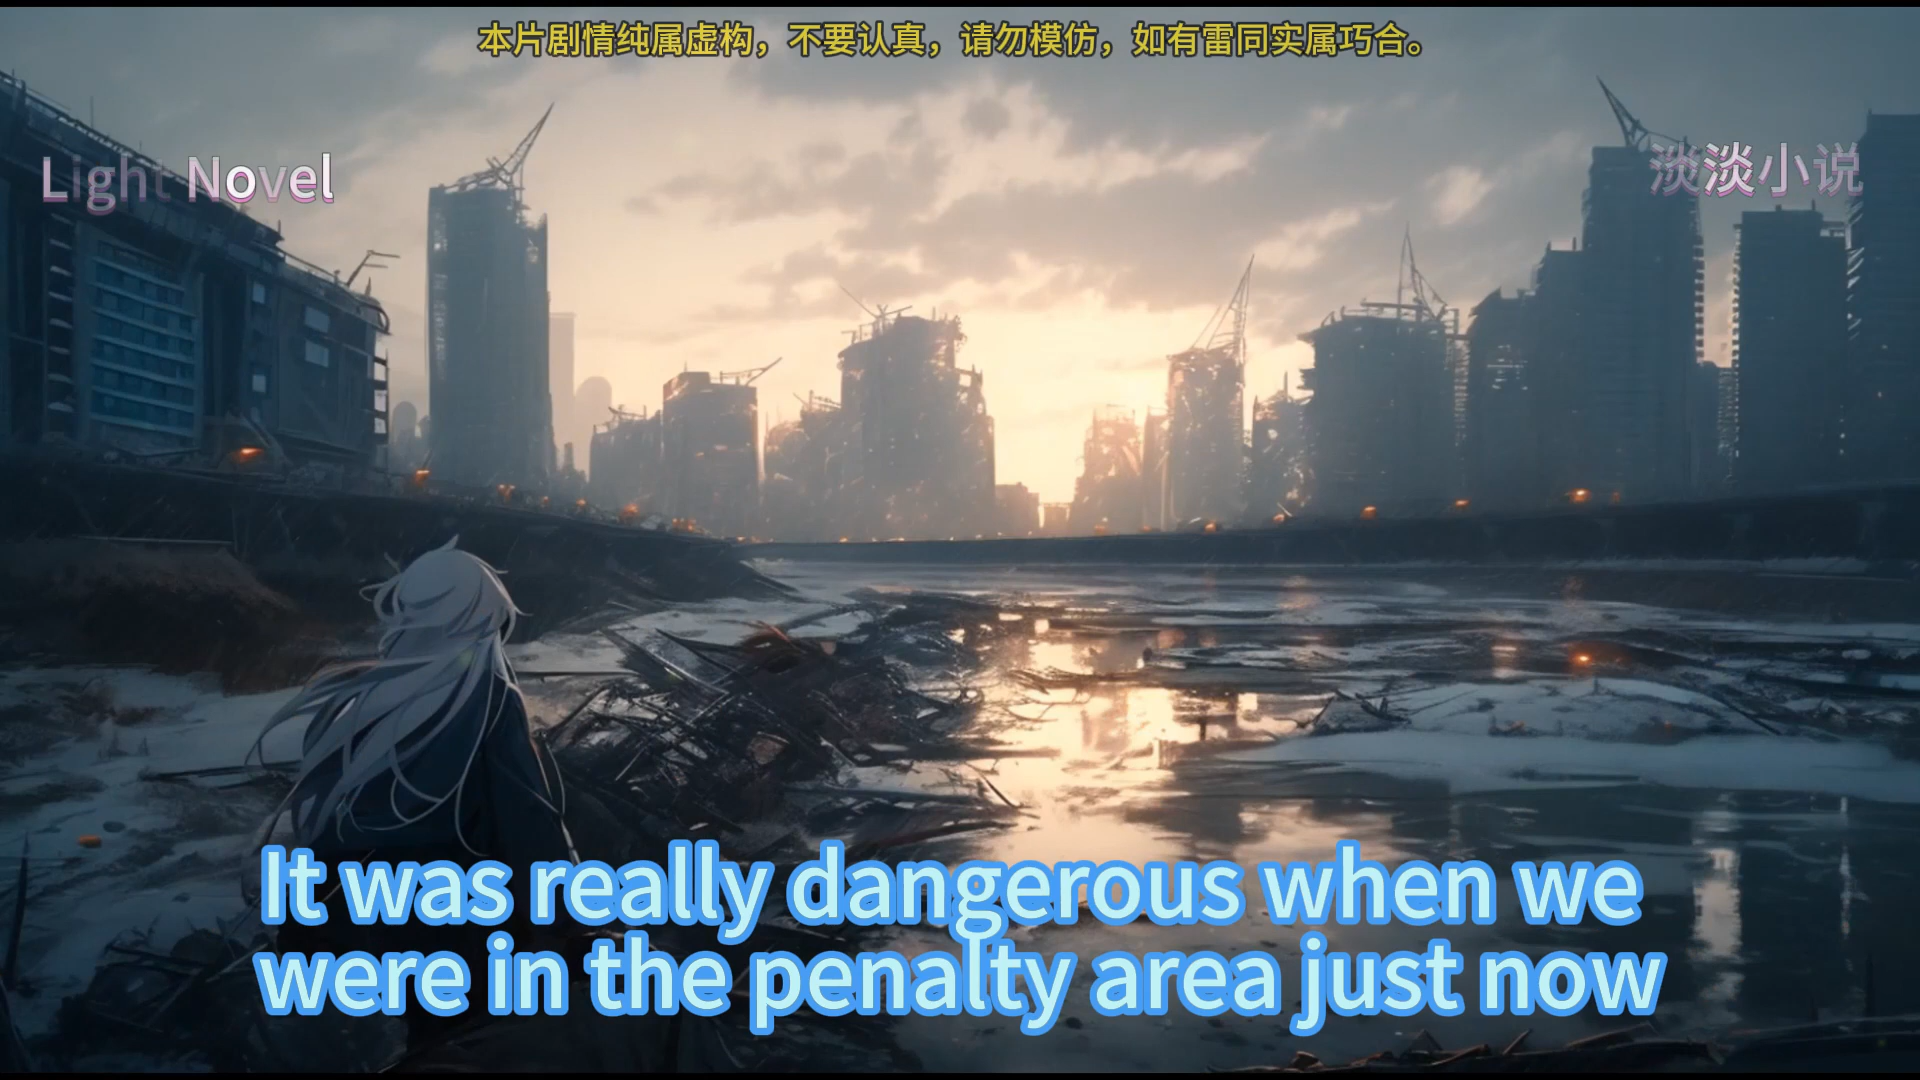 本片剧情纯属虚构，不要认真，请勿模仿，如有雷同实属巧合。
Light Novel
淡淡小说
It was really dangerous when we
were in the penalty area just now